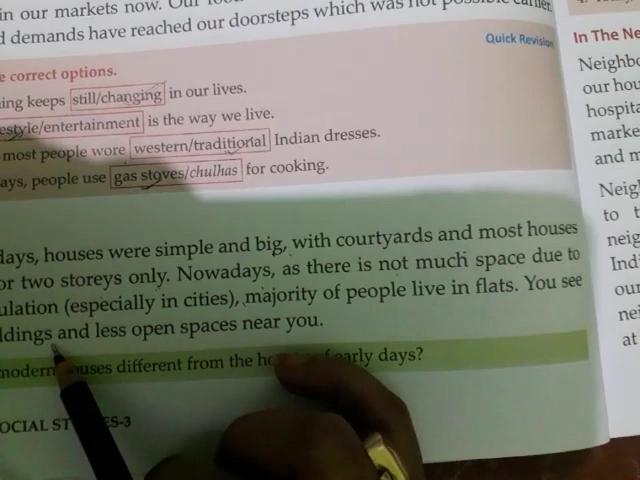 in our markets now. Our
demands have reached our doorsteps which was not possible earlier.
Quick Revision
e correct options.
ing keeps still/changing in our lives.
estyle/entertainment is the way we live.
most people wore western/traditional Indian dresses.
ays, people use gas stoves/chulhas for cooking.
days, houses were simple and big, with courtyards and most houses
or two storeys only. Nowadays, as there is not much space due to
ulation (especially in cities), majority of people live in flats. You see
ldings and less open spaces near you.
modern ouses different from the of early days?
OCIAL ST ES-3
In The Ne
Neighbo
our hou
hospita
marke
and m
Neigh
to t
neig
Indi
our
nei
at